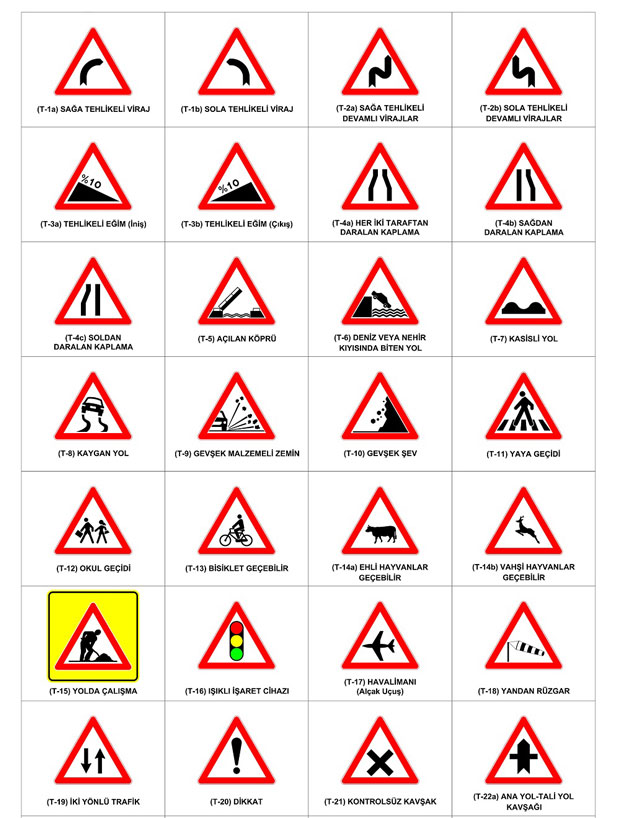 (T-1a) SAĞA TEHLİKELİ VİRAJ
(T-1b) SOLA TEHLİKELİ VİRAJ
(T-2a) SAĞA TEHLİKELİ
DEVAMLI VİRAJLAR
(T-2b) SOLA TEHLİKELİ
DEVAMLI VİRAJLAR
%10
(T-3a) TEHLİKELİ EĞİM (İniş)
%10
(T-3b) TEHLİKELİ EĞİM (Çıkış)
(T-4a) HER İKİ TARAFTAN
DARALAN KAPLAMA
(T-4b) SAĞDAN
DARALAN KAPLAMA
(T-4c) SOLDAN
DARALAN KAPLAMA
(T-5) AÇILAN KÖPRÜ
(T-6) DENİZ VEYA NEHİR
KIYISINDA BİTEN YOL
(T-7) KASİSLİ YOL
(T-8) KAYGAN YOL
(T-9) GEVŞEK MALZEMELİ ZEMİN
(T-10) GEVŞEK ŞEV
(T-11) YAYA GEÇİDİ
(T-12) OKUL GEÇİDİ
(T-13) BİSİKLET GEÇEBİLİR
(T-14a) EHLİ HAYVANLAR
GEÇEBİLİR
(T-14b) VAHŞİ HAYVANLAR
GEÇEBİLİR
(T-15) YOLDA ÇALIŞMA
(T-16) IŞIKLI İŞARET CİHAZI
(T-17) HAVALİMANI
(Alçak Uçuş)
(T-18) YANDAN RÜZGAR
(T-19) İKİ YÖNLÜ TRAFİK
(T-20) DİKKAT
(T-21) KONTROLSÜZ KAVŞAK
(T-22a) ANA YOL-TALİ YOL
KAVŞAĞI